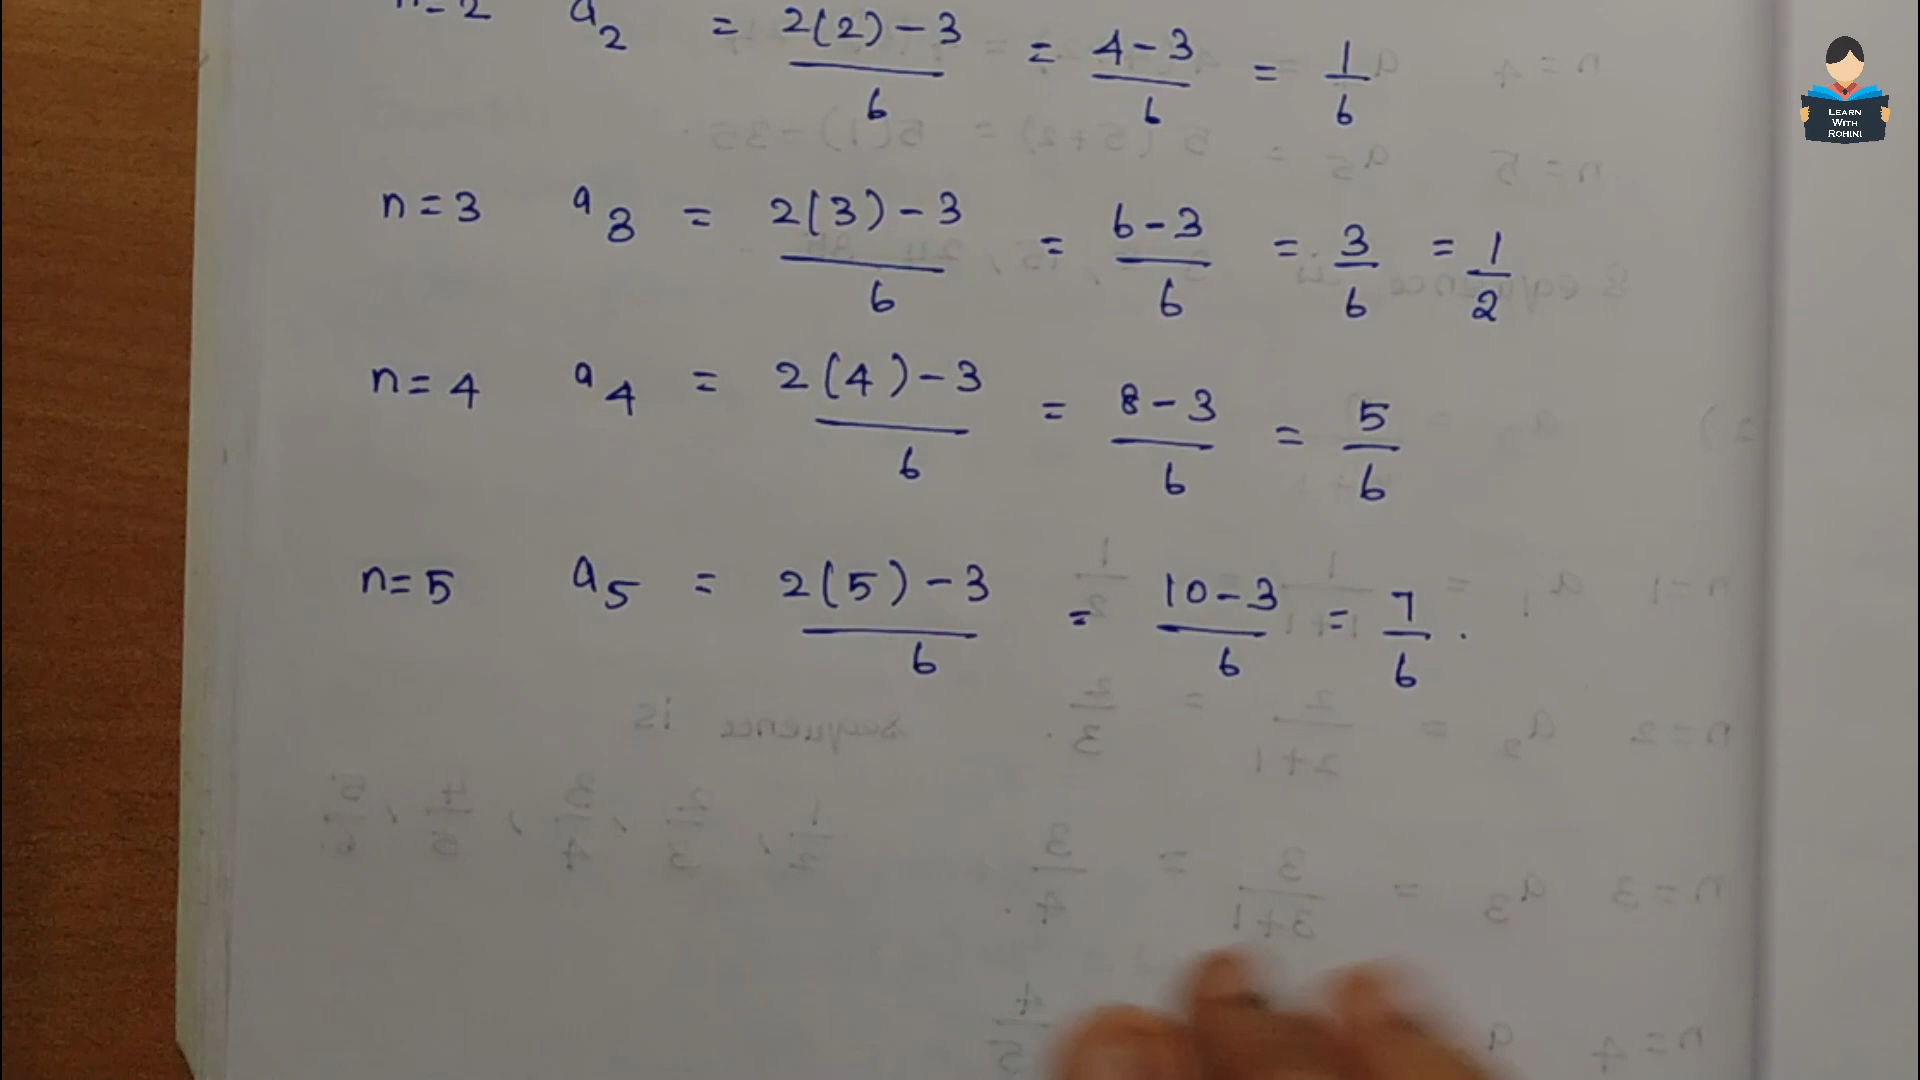 n=2 a2 = 2(2)-3/6 = 4-3/6 = 1/6
n=3 a3 = 2(3)-3/6 = 6-3/6 = 3/6 = 1/2
n=4 a4 = 2(4)-3/6 = 8-3/6 = 5/6
n=5 a5 = 2(5)-3/6 = 10-3/6 = 7/6 .
LEARN
WITH
ROHINI